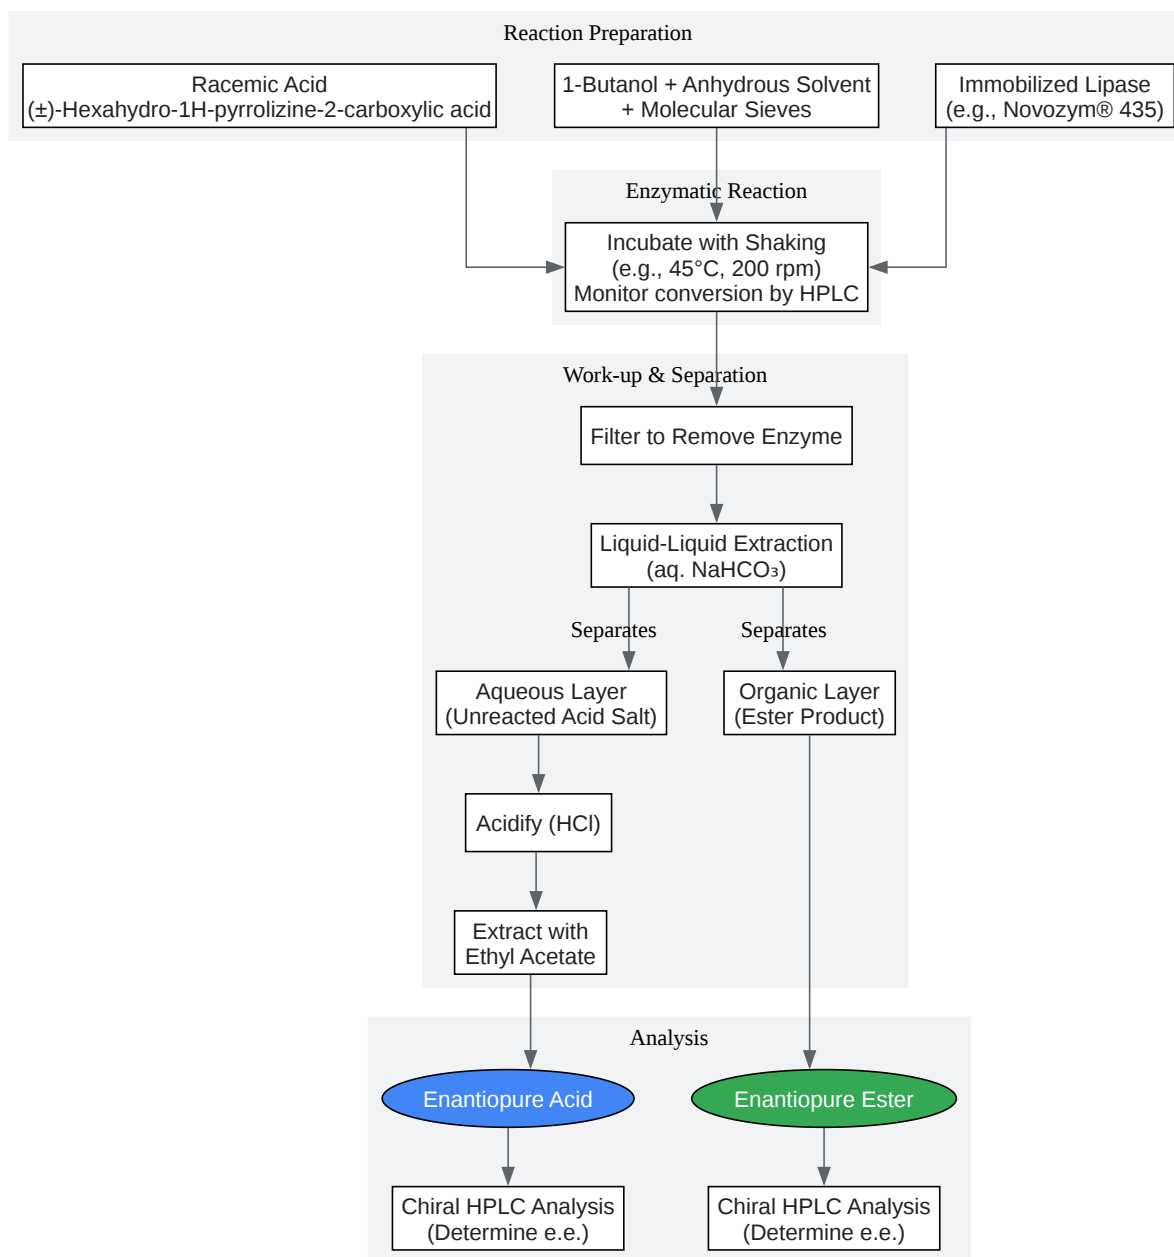 Reaction Preparation
Racemic Acid
(±)-Hexahydro-1H-pyrrolizine-2-carboxylic acid
1-Butanol + Anhydrous Solvent
+ Molecular Sieves
Immobilized Lipase
(e.g., Novozym® 435)
Enzymatic Reaction
Incubate with Shaking
(e.g., 45°C, 200 rpm)
Monitor conversion by HPLC
Work-up & Separation
Filter to Remove Enzyme
Liquid-Liquid Extraction
(aq. NaHCO₃)
Separates
Separates
Aqueous Layer
(Unreacted Acid Salt)
Organic Layer
(Ester Product)
Acidify (HCl)
Extract with
Ethyl Acetate
Analysis
Enantiopure Acid
Enantiopure Ester
Chiral HPLC Analysis
(Determine e.e.)
Chiral HPLC Analysis
(Determine e.e.)